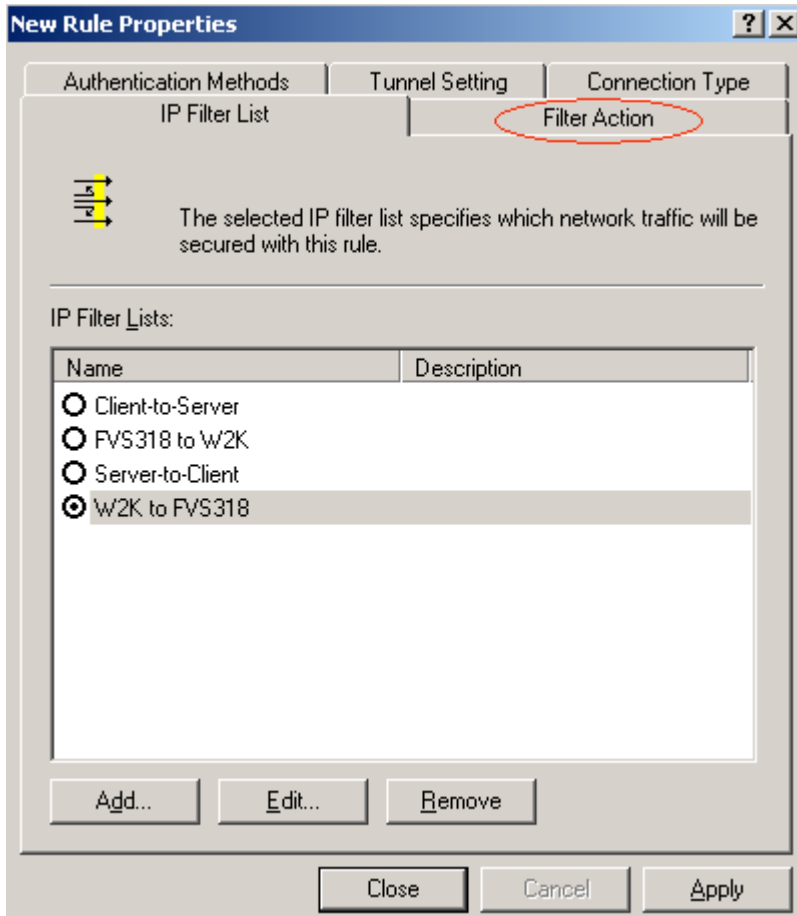 New Rule Properties
? X
Authentication Methods
Tunnel Setting
Connection Type
IP Filter List
Filter Action
The selected IP filter list specifies which network traffic will be
secured with this rule.
IP Filter Lists:
Name
Description
Client-to-Server
FVS318 to W2K
Server-to-Client
W2K to FVS318
Add...
Edit...
Remove
Close
Cancel
Apply